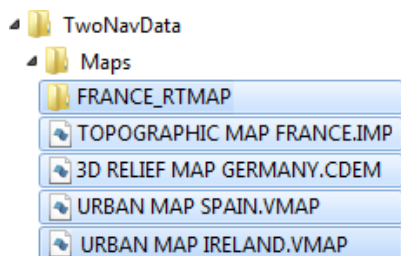 TwoNavData
Maps
FRANCE_RTMAP
TOPOGRAPHIC MAP FRANCE.IMP
3D RELIEF MAP GERMANY.CDEM
URBAN MAP SPAIN.VMAP
URBAN MAP IRELAND.VMAP